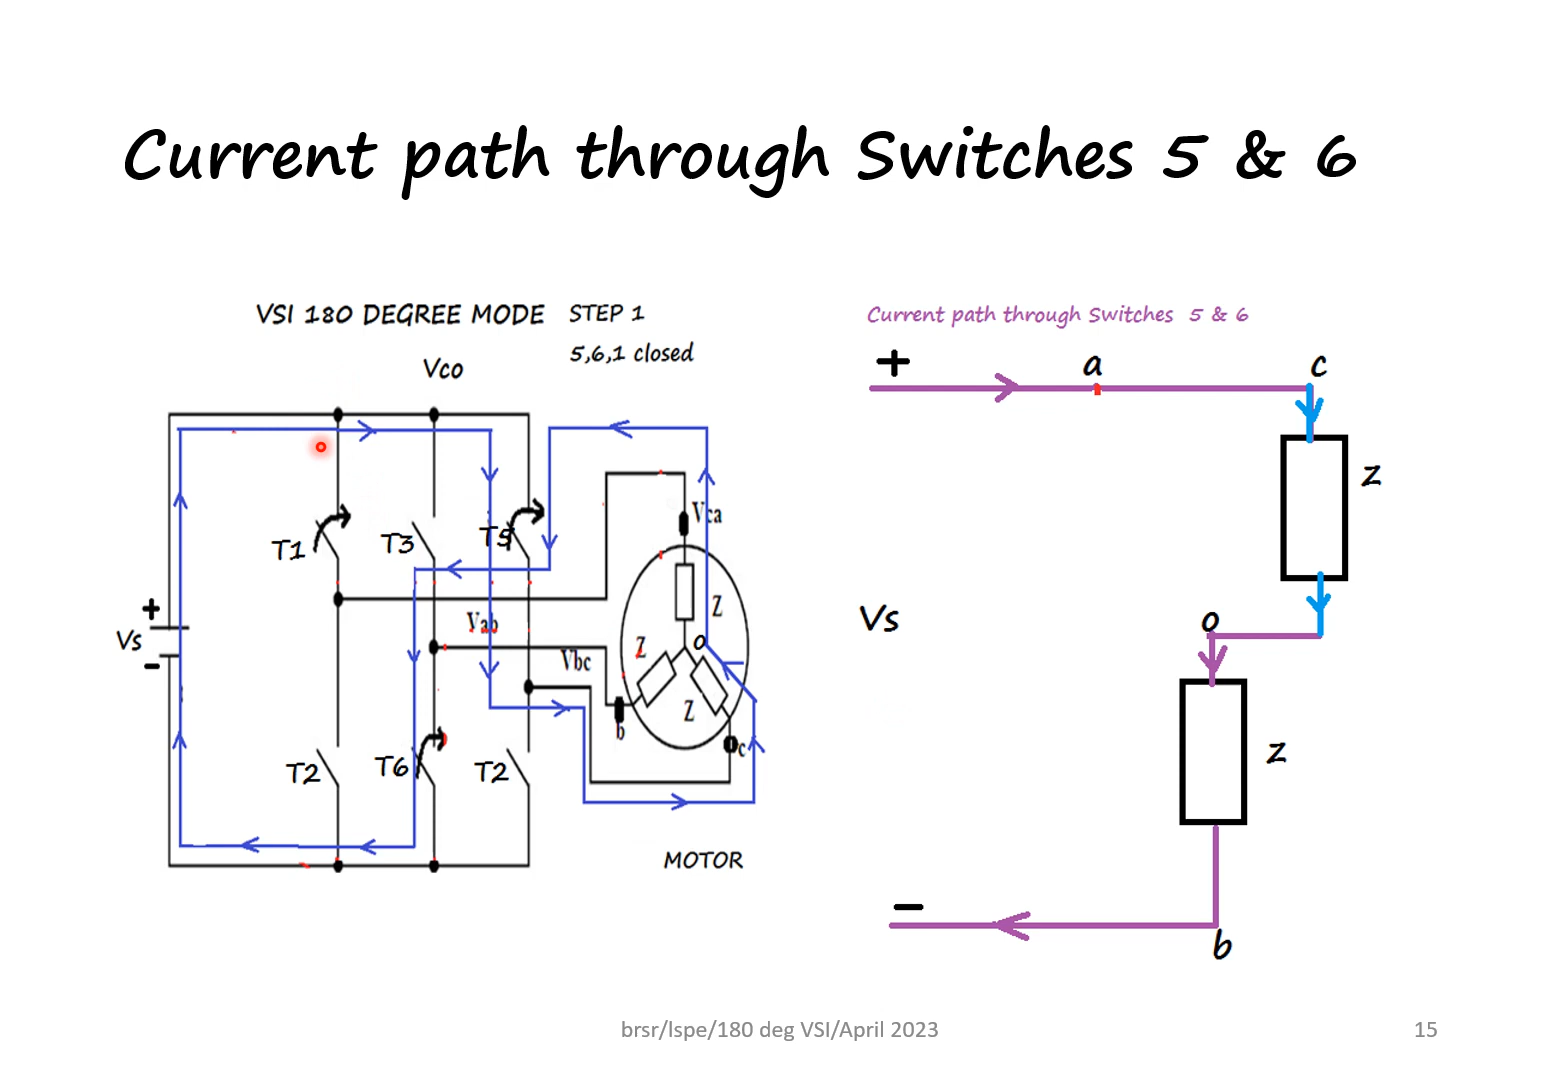 Current path through Switches 5 & 6
VSI 180 DEGREE MODE STEP 1
5,6,1 closed
Vco
T1
T3
T5
+
Vs
−
Vab
Vbc
Vca
Z
Z
o
Z
b
c
T2
T6
T2
MOTOR
Current path through Switches 5 & 6
+
a
c
Z
Vs
o
Z
−
b
brsr/lspe/180 deg VSI/April 2023
15